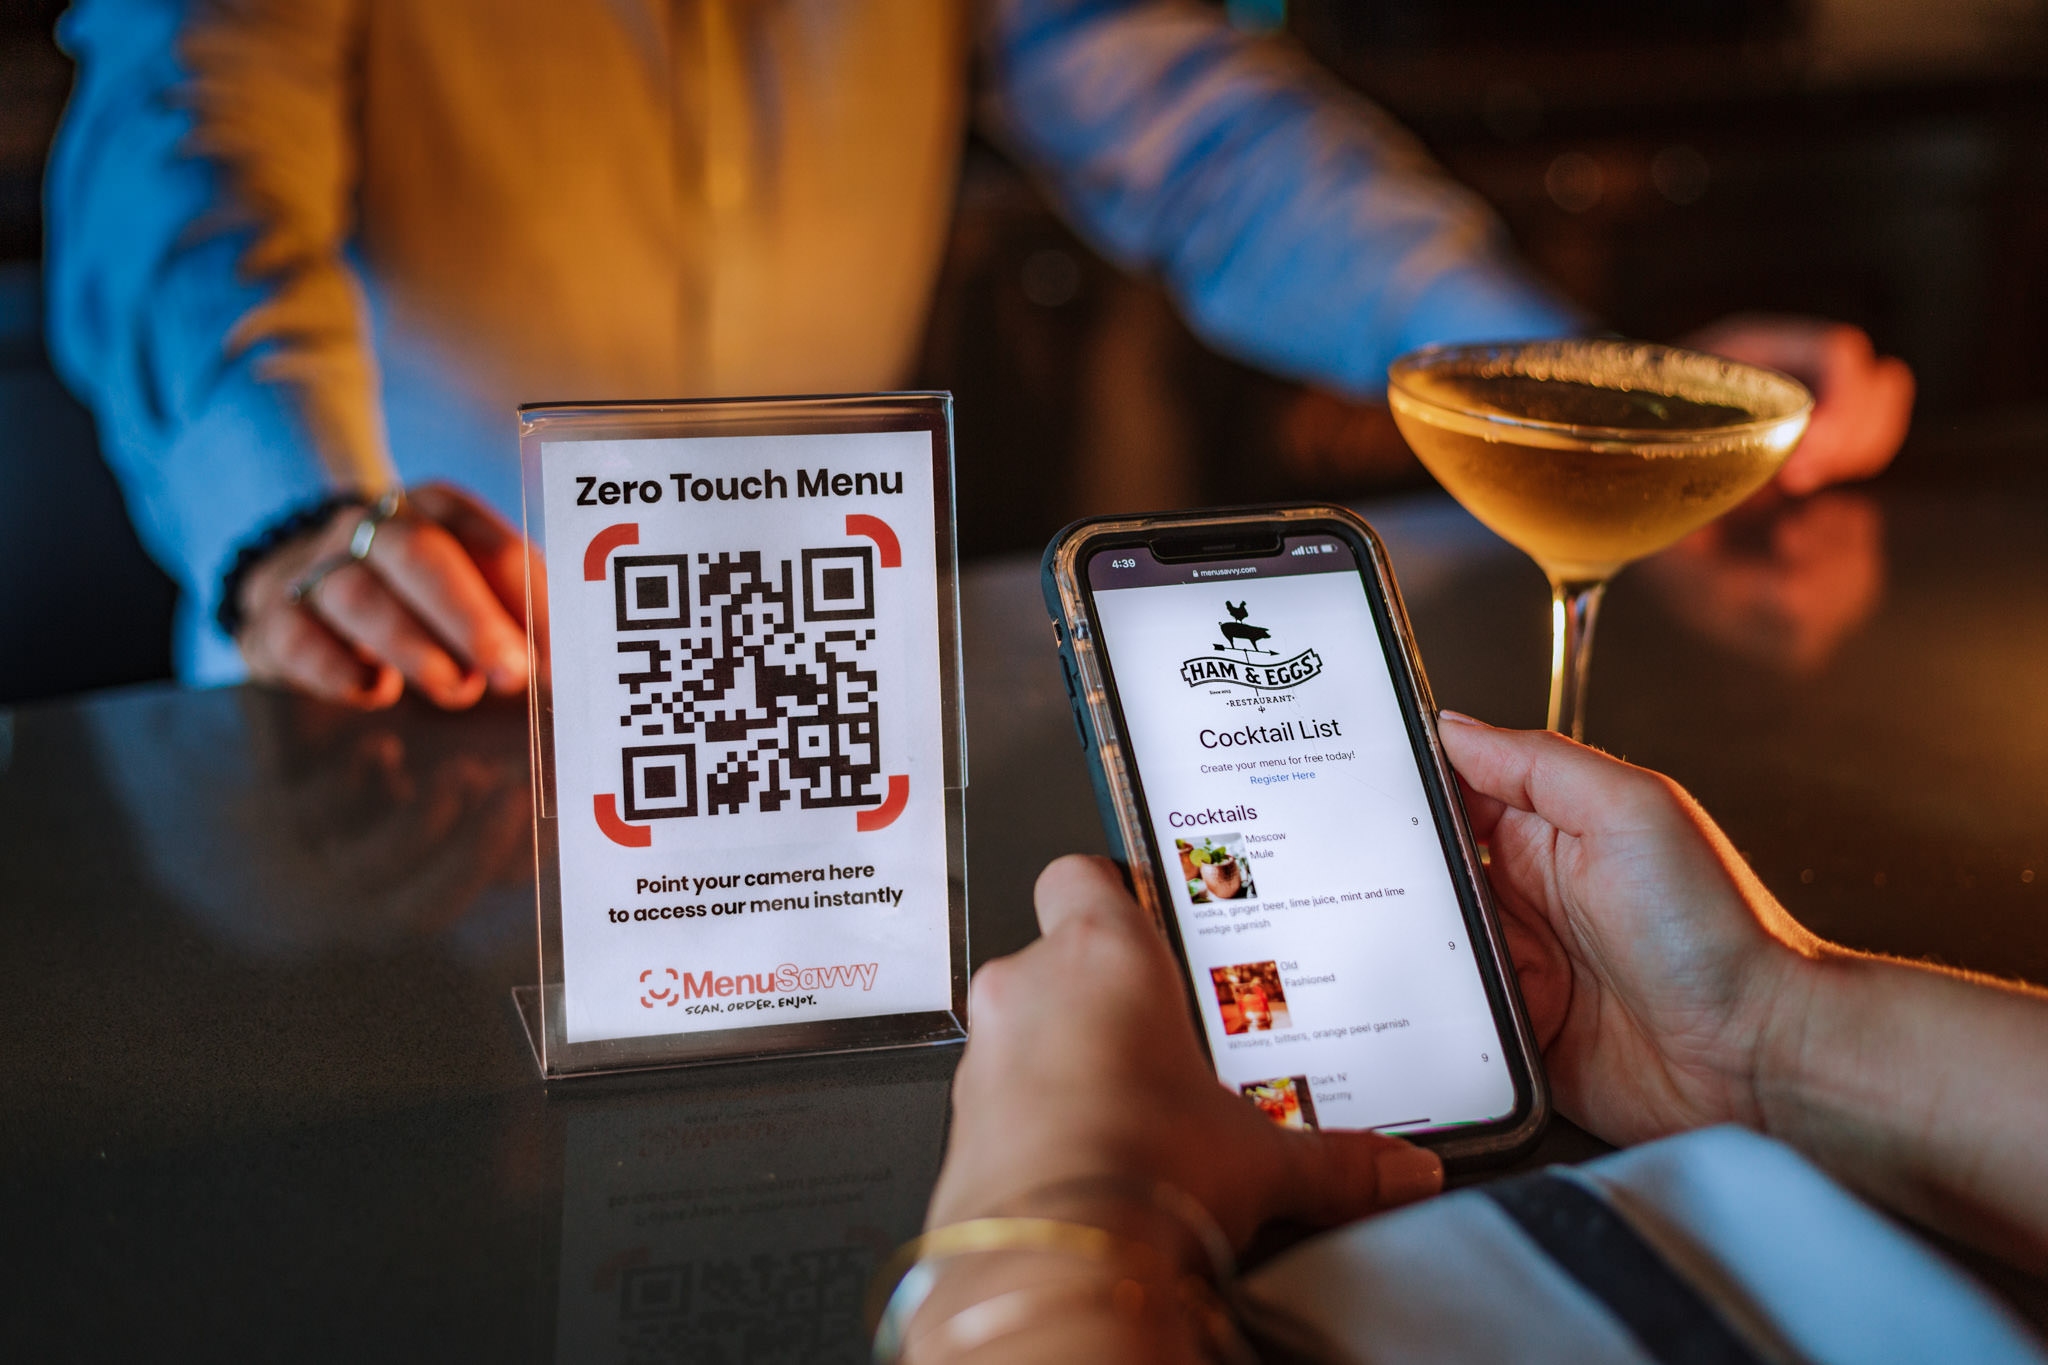 Zero Touch Menu
Point your camera here
to access our menu instantly
MenuSavvy
SCAN. ORDER. ENJOY.
4:39
LTE
menusavvy.com
HAM & EGGS
Since 2013
·RESTAURANT·
Cocktail List
Create your menu for free today!
Register Here
Cocktails
Moscow 9
Mule
vodka, ginger beer, lime juice, mint and lime
wedge garnish
Old 9
Fashioned
Whiskey, bitters, orange peel garnish
Dark N' 9
Stormy